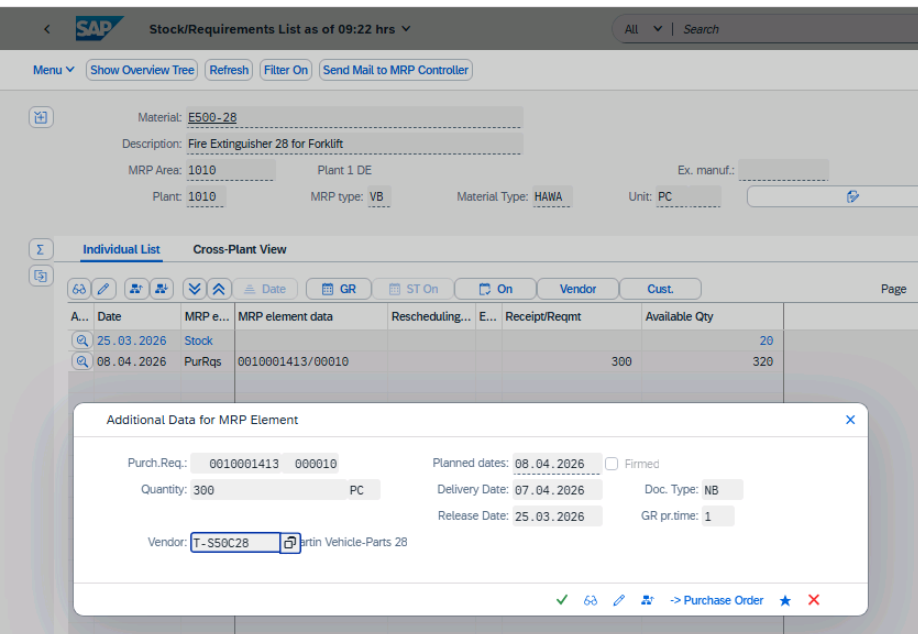 SAP Stock/Requirements List as of 09:22 hrs All Search
Menu Show Overview Tree Refresh Filter On Send Mail to MRP Controller
Material: E500-28
Description: Fire Extinguisher 28 for Forklift
MRP Area: 1010 Plant 1 DE Ex. manuf.:
Plant: 1010 MRP type: VB Material Type: HAWA Unit: PC
Individual List Cross-Plant View
Date GR ST On On Vendor Cust. Page
A... Date MRP e... MRP element data Rescheduling... E... Receipt/Reqmt Available Qty
25.03.2026 Stock 20
08.04.2026 PurRqs 0010001413/00010 300 320
Additional Data for MRP Element
Purch.Req.: 0010001413 000010 Planned dates: 08.04.2026 Firmed
Quantity: 300 PC Delivery Date: 07.04.2026 Doc. Type: NB
Release Date: 25.03.2026 GR pr.time: 1
Vendor: T-S50C28 artin Vehicle-Parts 28
-> Purchase Order